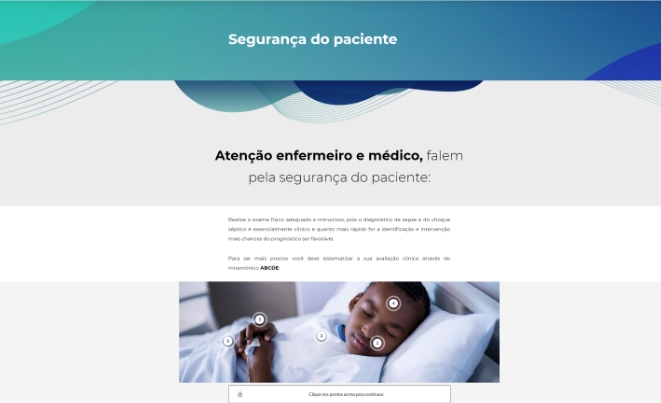 Segurança do paciente
Atenção enfermeiro e médico, falem
pela segurança do paciente:
Realize o exame físico adequado e minucioso, pois o diagnóstico de sepse e do choque
séptico é essencialmente clínico e quanto mais rápido for a identificação e intervenção
mais chances do prognóstico ser favorável.
Para ser mais preciso você deve sistematizar a sua avaliação clínica através do
mnemônico ABCDE.
Clique nos pontos acima para continuar